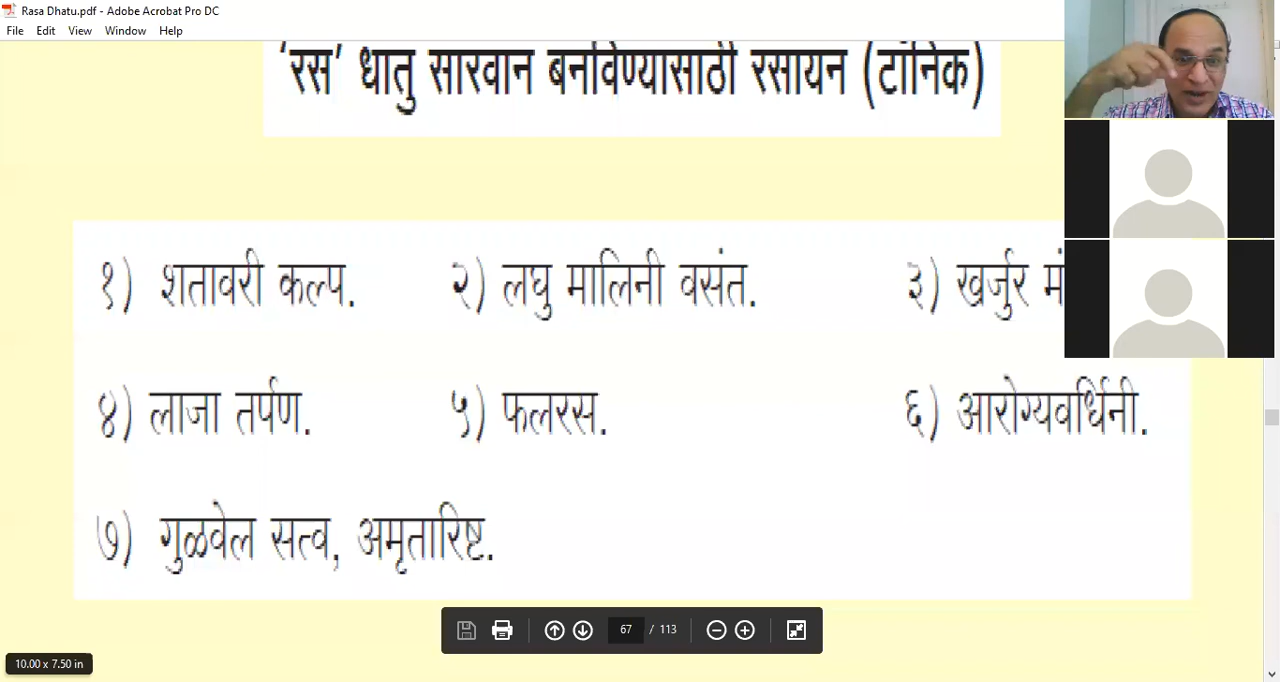 Rasa Dhatu.pdf - Adobe Acrobat Pro DC
File Edit View Window Help
‘रस’ धातु सारवान बनविण्यासाठी रसायन (टॉनिक)
१) शतावरी कल्प. २) लघु मालिनी वसंत. ३) खर्जुर
४) लाजा तर्पण. ५) फलरस. ६) आरोग्यवर्धिनी.
७) गुळवेल सत्व, अमृतारिष्ट.
67 / 113
10.00 x 7.50 in